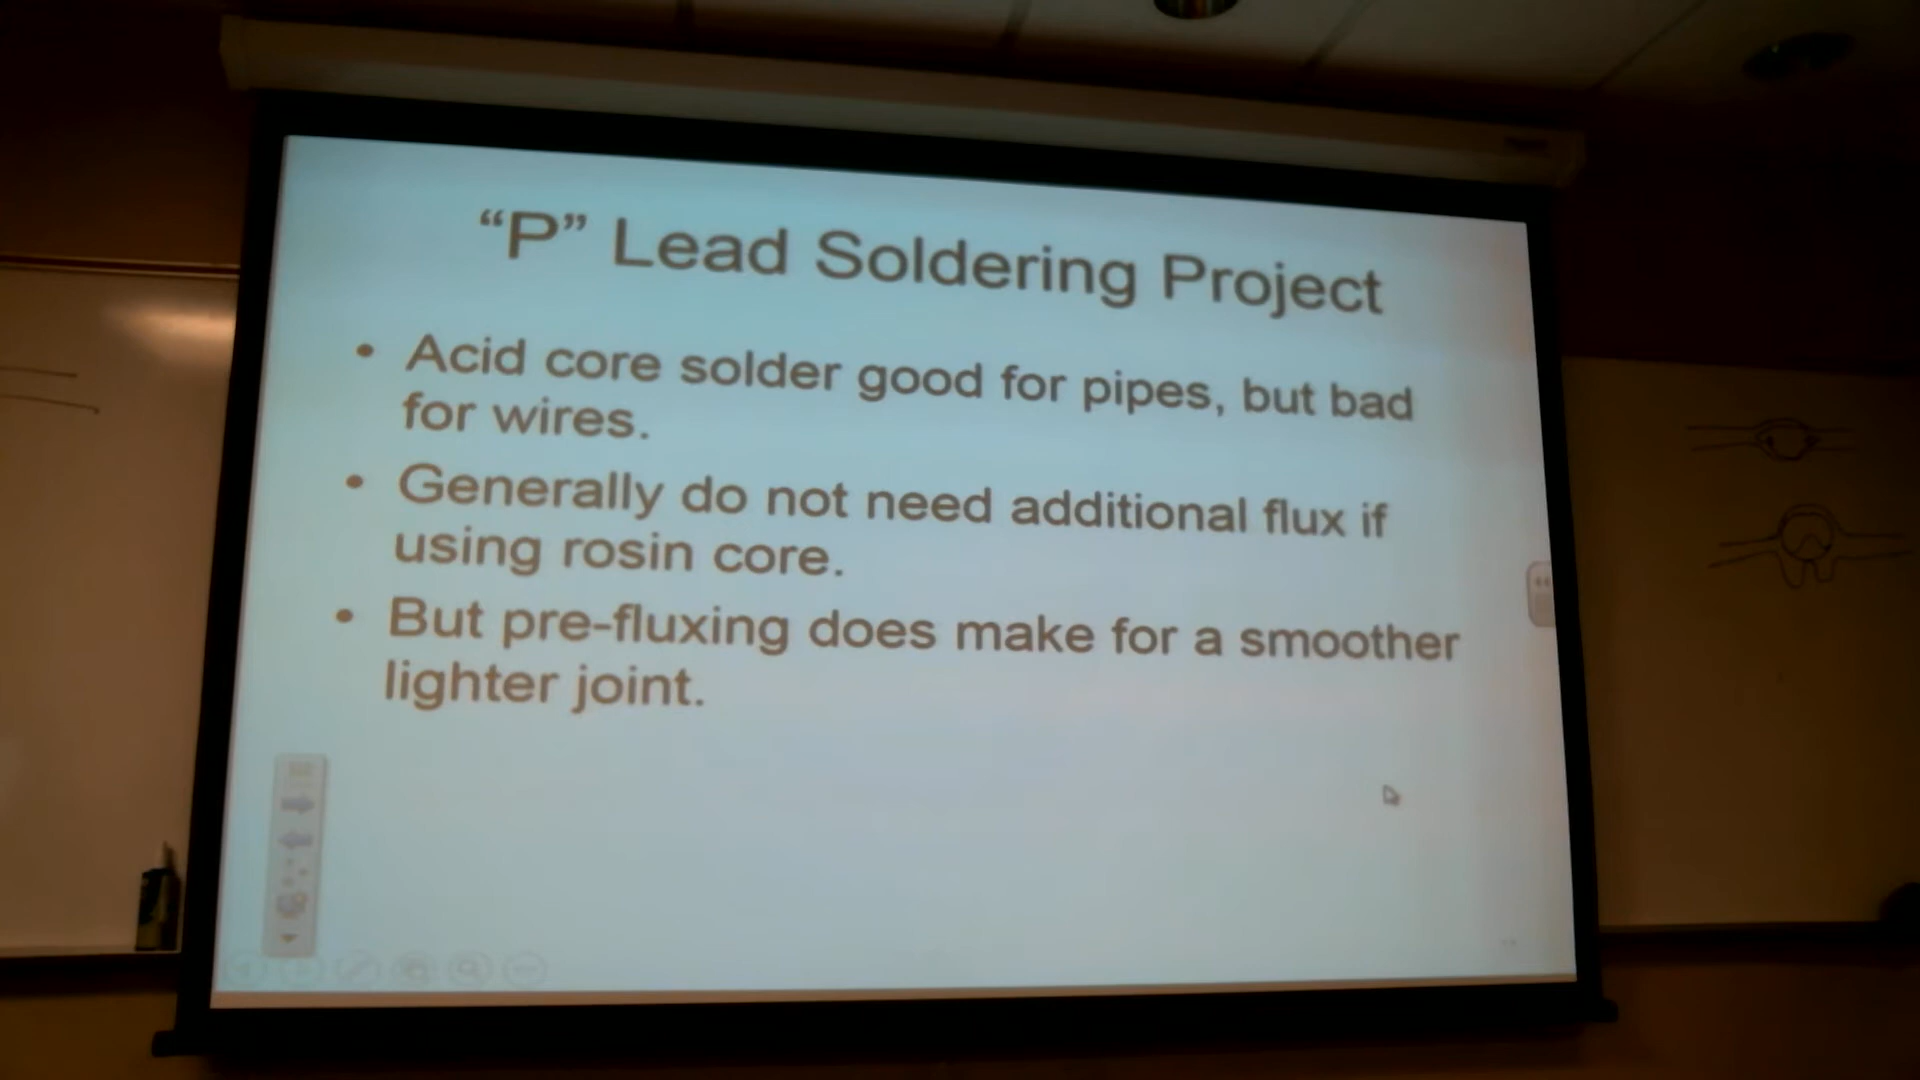 “P” Lead Soldering Project
• Acid core solder good for pipes, but bad
for wires.
• Generally do not need additional flux if
using rosin core.
• But pre-fluxing does make for a smoother
lighter joint.